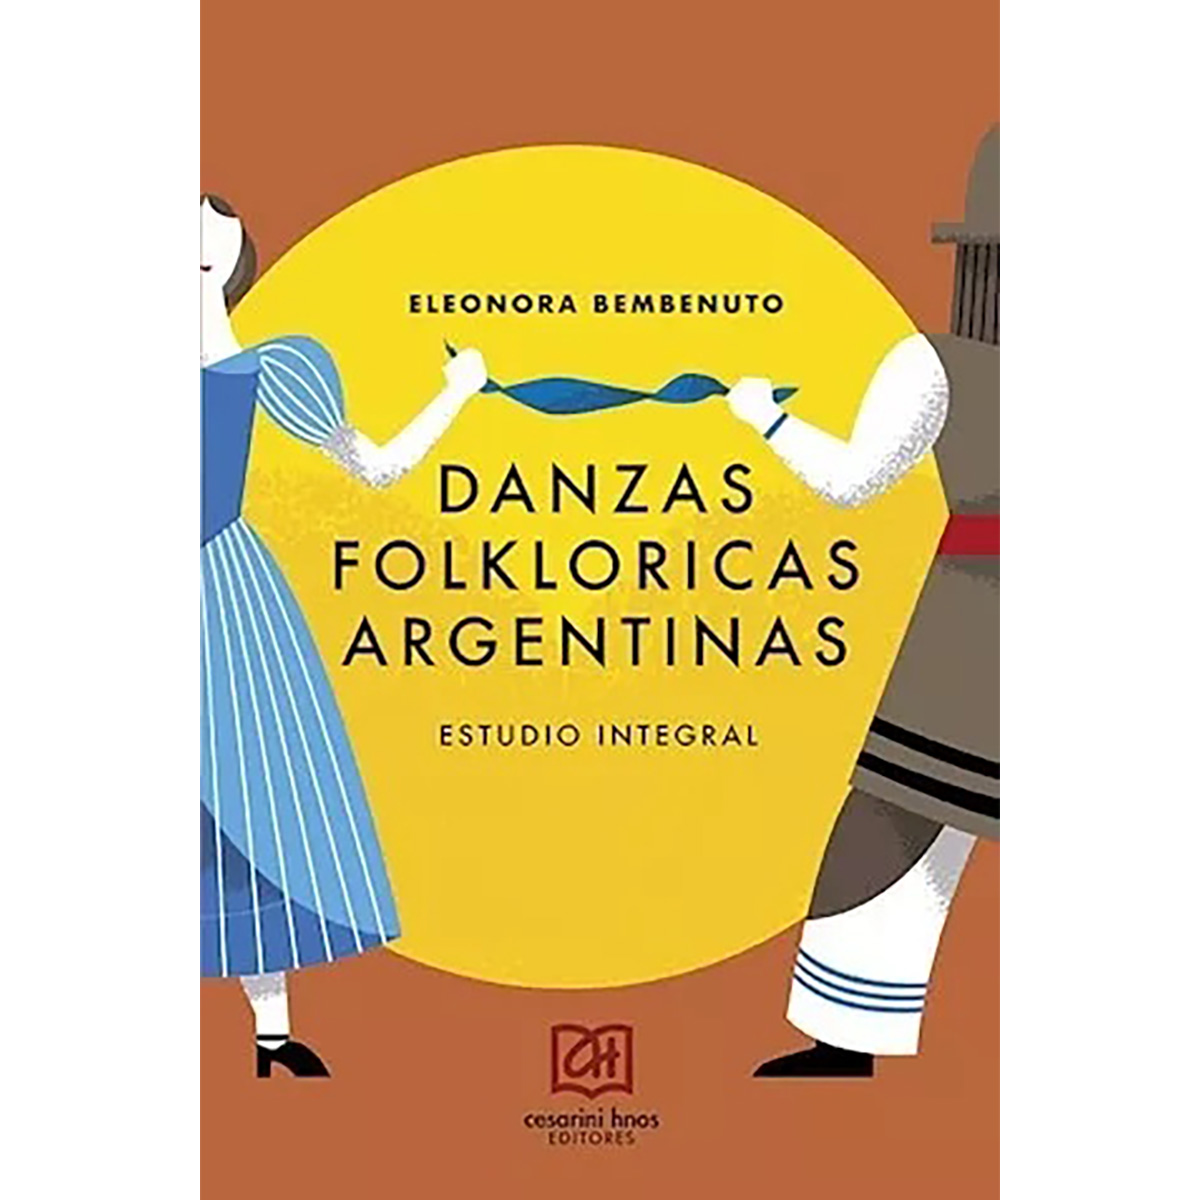 ELEONORA BEMBENUTO
DANZAS
FOLKLORICAS
ARGENTINAS
ESTUDIO INTEGRAL
CH
cesarini hnos
EDITORES